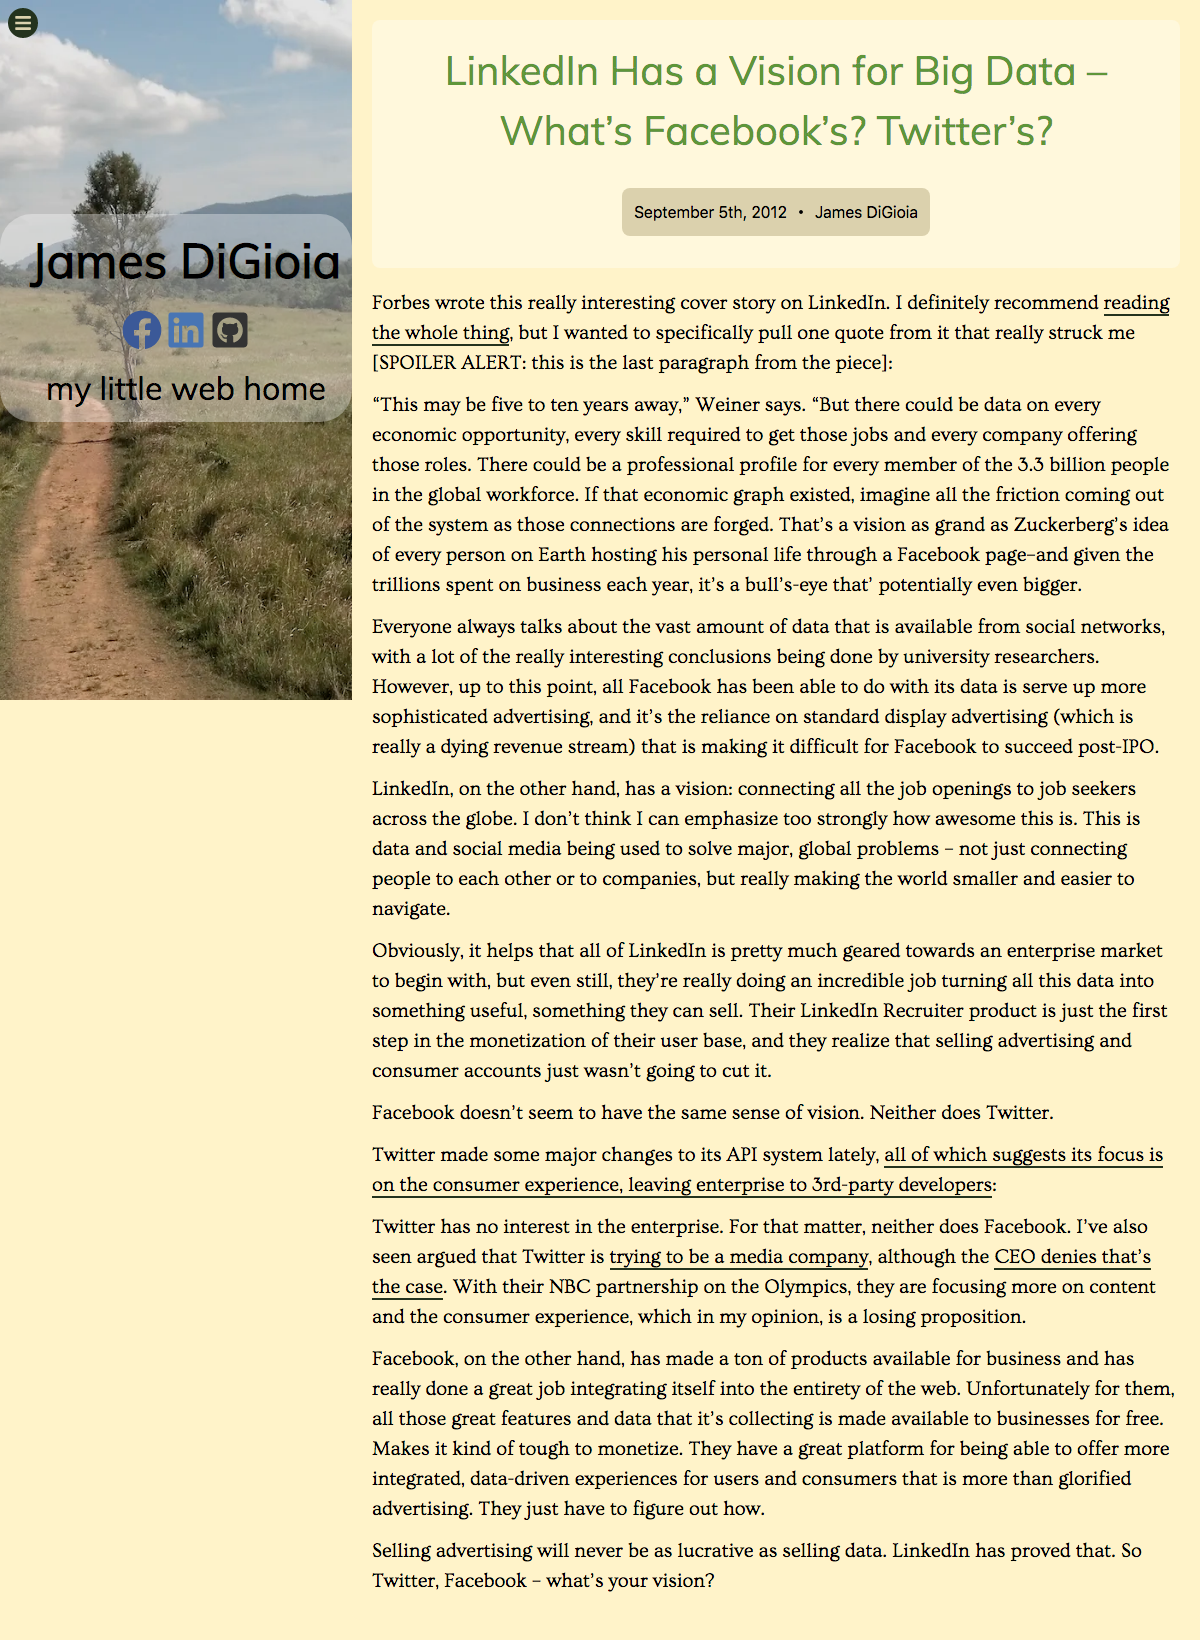 James DiGioia
my little web home
LinkedIn Has a Vision for Big Data –
What’s Facebook’s? Twitter’s?
September 5th, 2012 • James DiGioia
Forbes wrote this really interesting cover story on LinkedIn. I definitely recommend reading
the whole thing, but I wanted to specifically pull one quote from it that really struck me
[SPOILER ALERT: this is the last paragraph from the piece]:
“This may be five to ten years away,” Weiner says. “But there could be data on every
economic opportunity, every skill required to get those jobs and every company offering
those roles. There could be a professional profile for every member of the 3.3 billion people
in the global workforce. If that economic graph existed, imagine all the friction coming out
of the system as those connections are forged. That’s a vision as grand as Zuckerberg’s idea
of every person on Earth hosting his personal life through a Facebook page–and given the
trillions spent on business each year, it’s a bull’s-eye that’ potentially even bigger.
Everyone always talks about the vast amount of data that is available from social networks,
with a lot of the really interesting conclusions being done by university researchers.
However, up to this point, all Facebook has been able to do with its data is serve up more
sophisticated advertising, and it’s the reliance on standard display advertising (which is
really a dying revenue stream) that is making it difficult for Facebook to succeed post-IPO.
LinkedIn, on the other hand, has a vision: connecting all the job openings to job seekers
across the globe. I don’t think I can emphasize too strongly how awesome this is. This is
data and social media being used to solve major, global problems – not just connecting
people to each other or to companies, but really making the world smaller and easier to
navigate.
Obviously, it helps that all of LinkedIn is pretty much geared towards an enterprise market
to begin with, but even still, they’re really doing an incredible job turning all this data into
something useful, something they can sell. Their LinkedIn Recruiter product is just the first
step in the monetization of their user base, and they realize that selling advertising and
consumer accounts just wasn’t going to cut it.
Facebook doesn’t seem to have the same sense of vision. Neither does Twitter.
Twitter made some major changes to its API system lately, all of which suggests its focus is
on the consumer experience, leaving enterprise to 3rd-party developers:
Twitter has no interest in the enterprise. For that matter, neither does Facebook. I’ve also
seen argued that Twitter is trying to be a media company, although the CEO denies that’s
the case. With their NBC partnership on the Olympics, they are focusing more on content
and the consumer experience, which in my opinion, is a losing proposition.
Facebook, on the other hand, has made a ton of products available for business and has
really done a great job integrating itself into the entirety of the web. Unfortunately for them,
all those great features and data that it’s collecting is made available to businesses for free.
Makes it kind of tough to monetize. They have a great platform for being able to offer more
integrated, data-driven experiences for users and consumers that is more than glorified
advertising. They just have to figure out how.
Selling advertising will never be as lucrative as selling data. LinkedIn has proved that. So
Twitter, Facebook – what’s your vision?